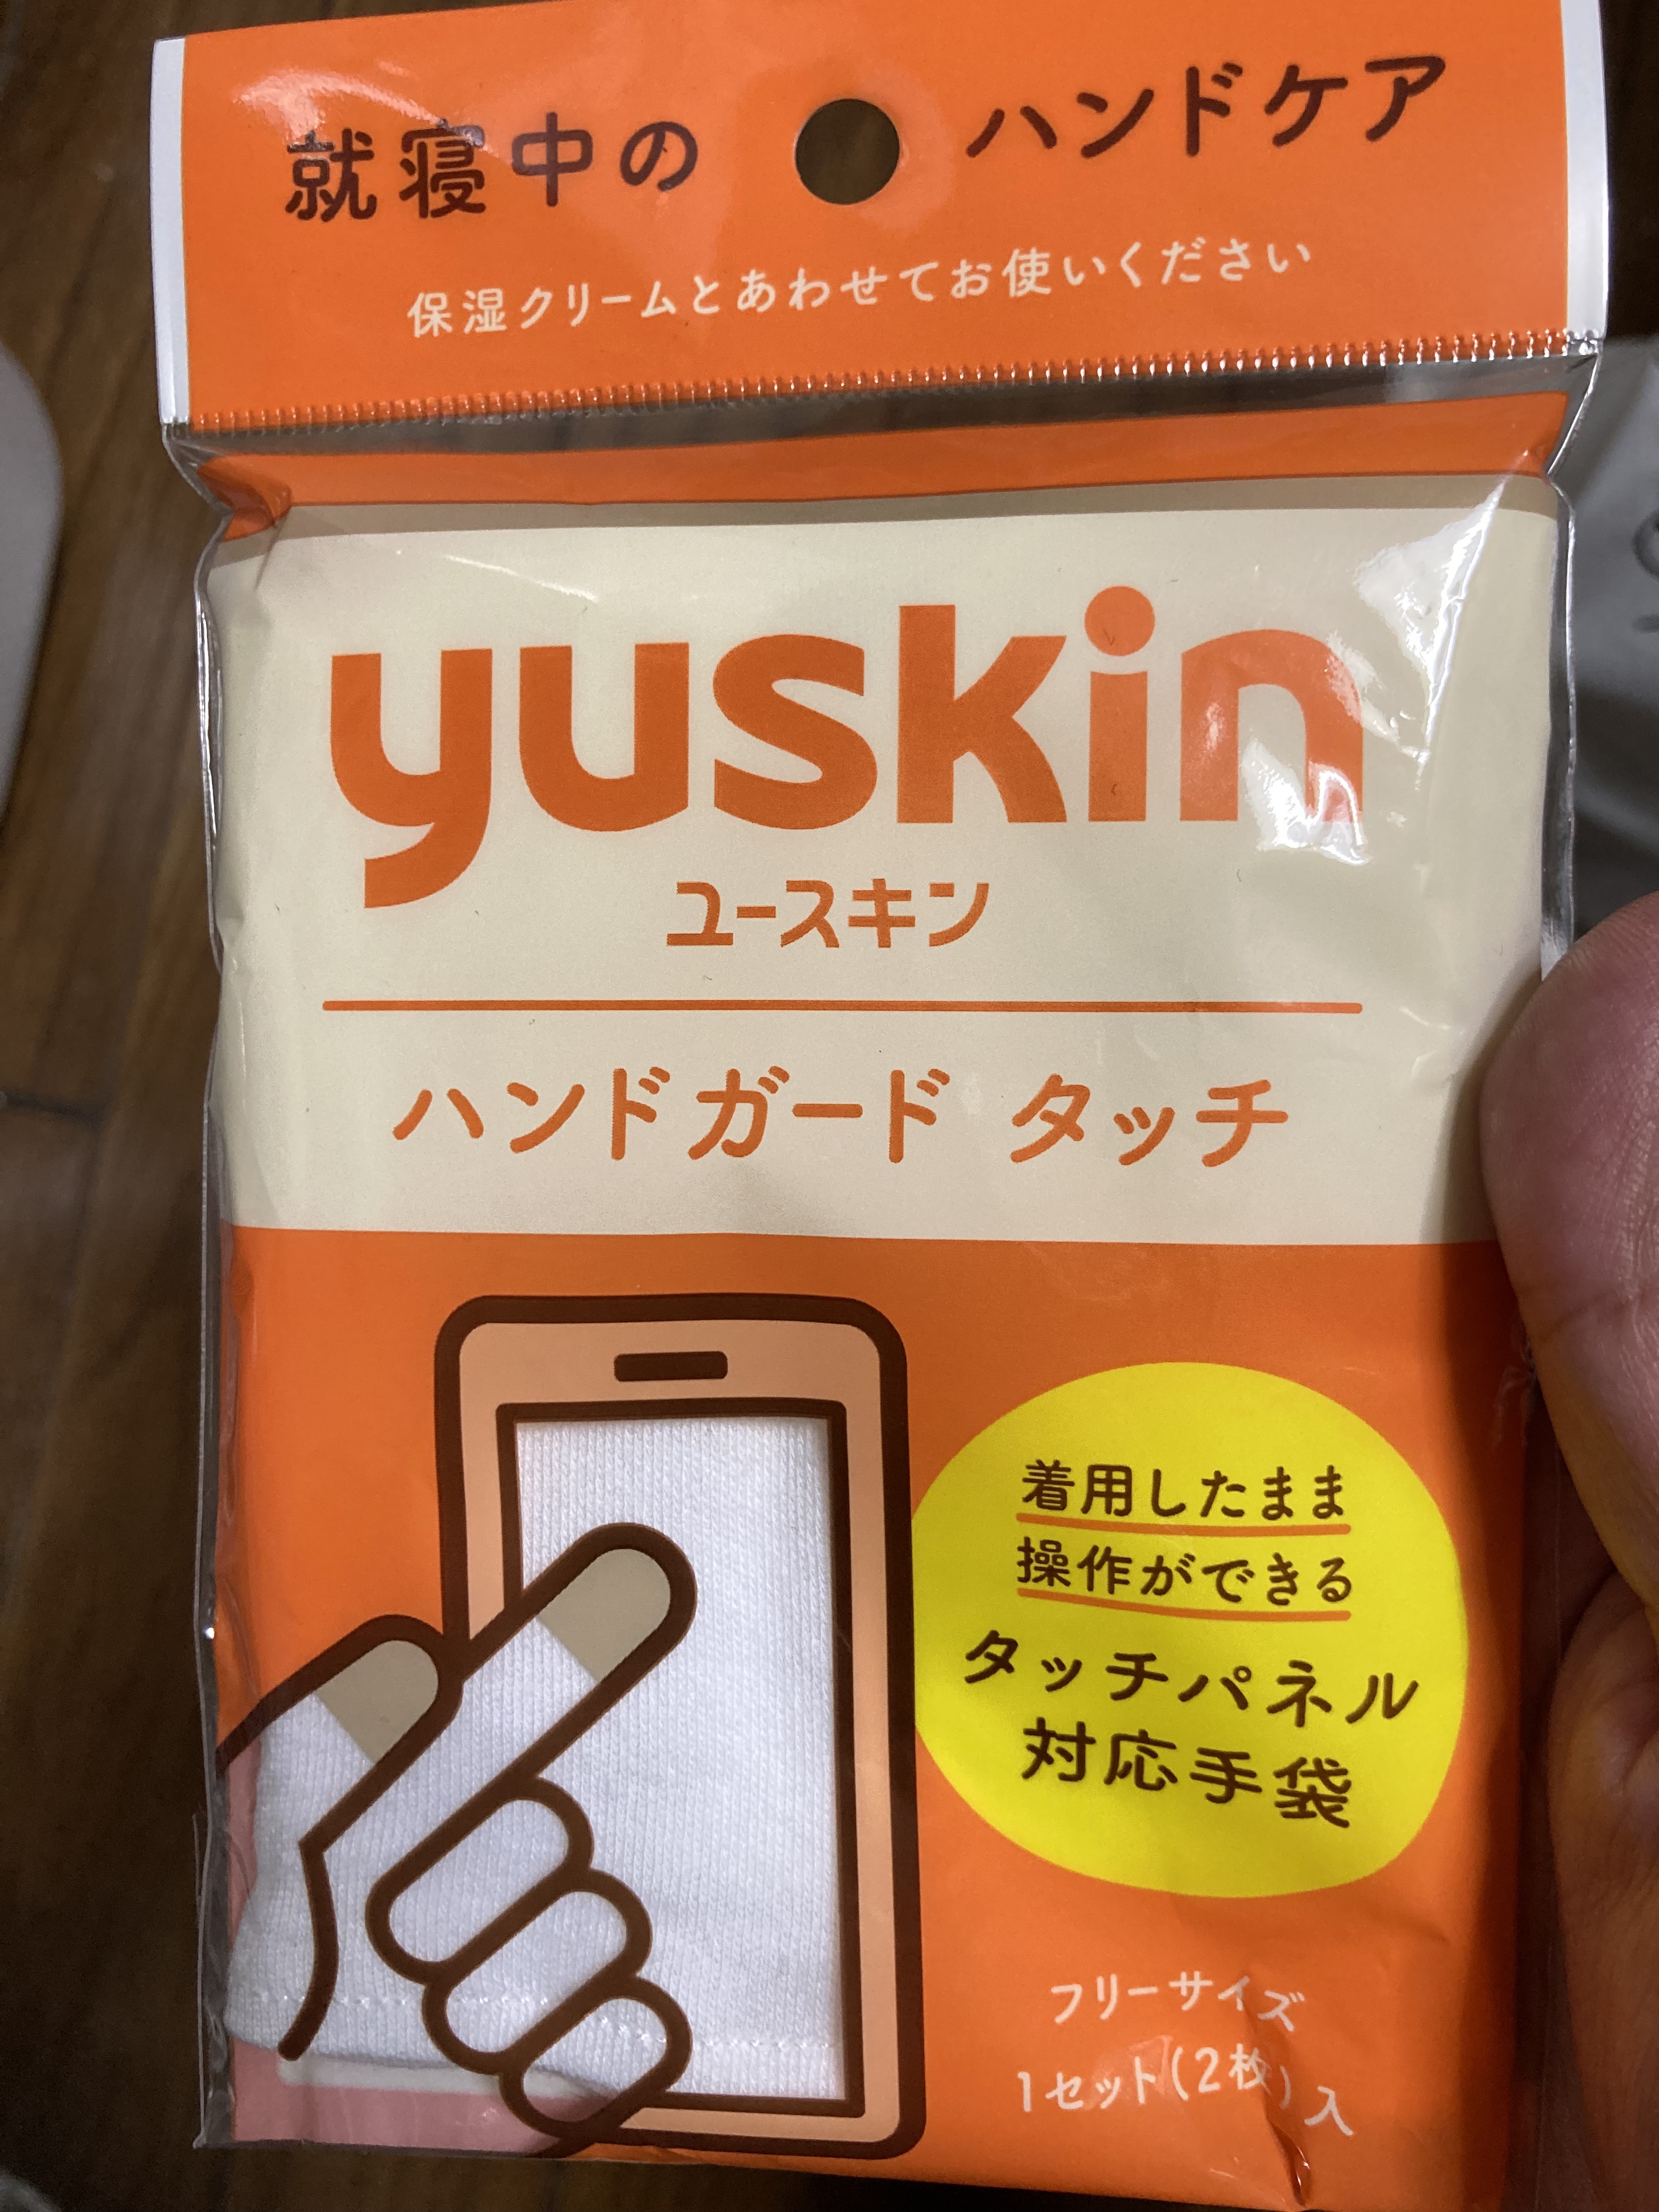 就寝中の ハンドケア
保湿クリームとあわせてお使いください
yuskin
ユースキン
ハンドガード タッチ
着用したまま
操作ができる
タッチパネル
対応手袋
フリーサイズ
1セット(2枚)入